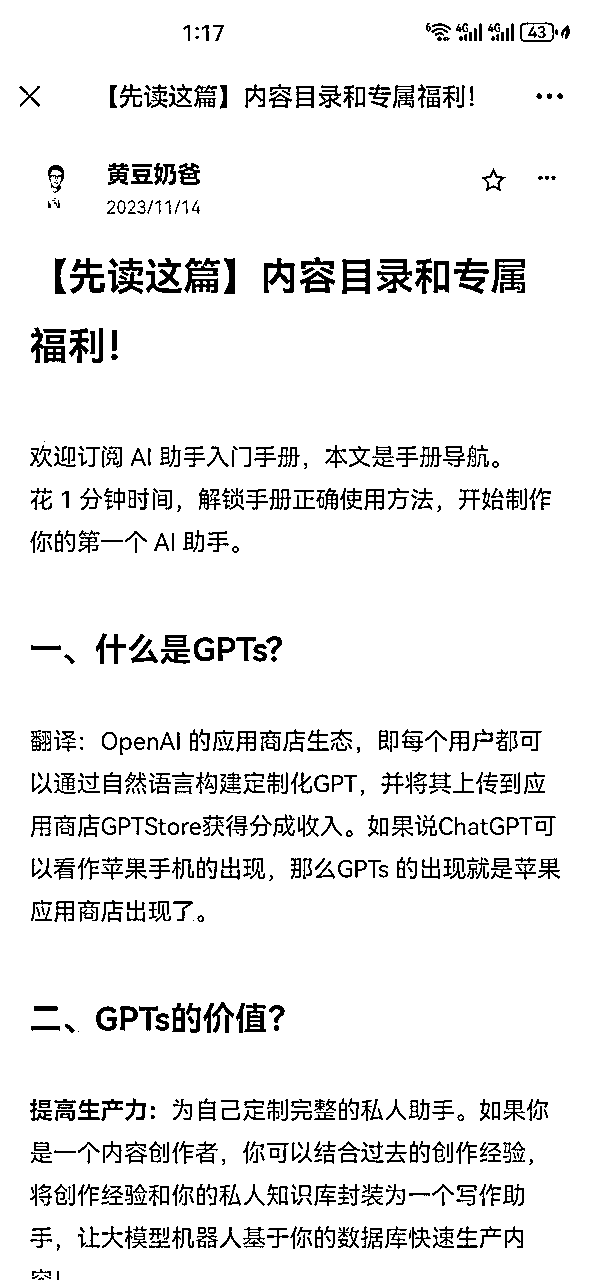 1:17
6 4G 4G 43
【先读这篇】内容目录和专属福利！
黄豆奶爸
2023/11/14
【先读这篇】内容目录和专属
福利！
欢迎订阅 AI 助手入门手册，本文是手册导航。
花 1 分钟时间，解锁手册正确使用方法，开始制作
你的第一个 AI 助手。
一、什么是GPTs？
翻译：OpenAI 的应用商店生态，即每个用户都可
以通过自然语言构建定制化GPT，并将其上传到应
用商店GPTStore获得分成收入。如果说ChatGPT可
以看作苹果手机的出现，那么GPTs 的出现就是苹果
应用商店出现了。
二、GPTs的价值？
提高生产力：为自己定制完整的私人助手。如果你
是一个内容创作者，你可以结合过去的创作经验，
将创作经验和你的私人知识库封装为一个写作助
手，让大模型机器人基于你的数据库快速生产内
容！